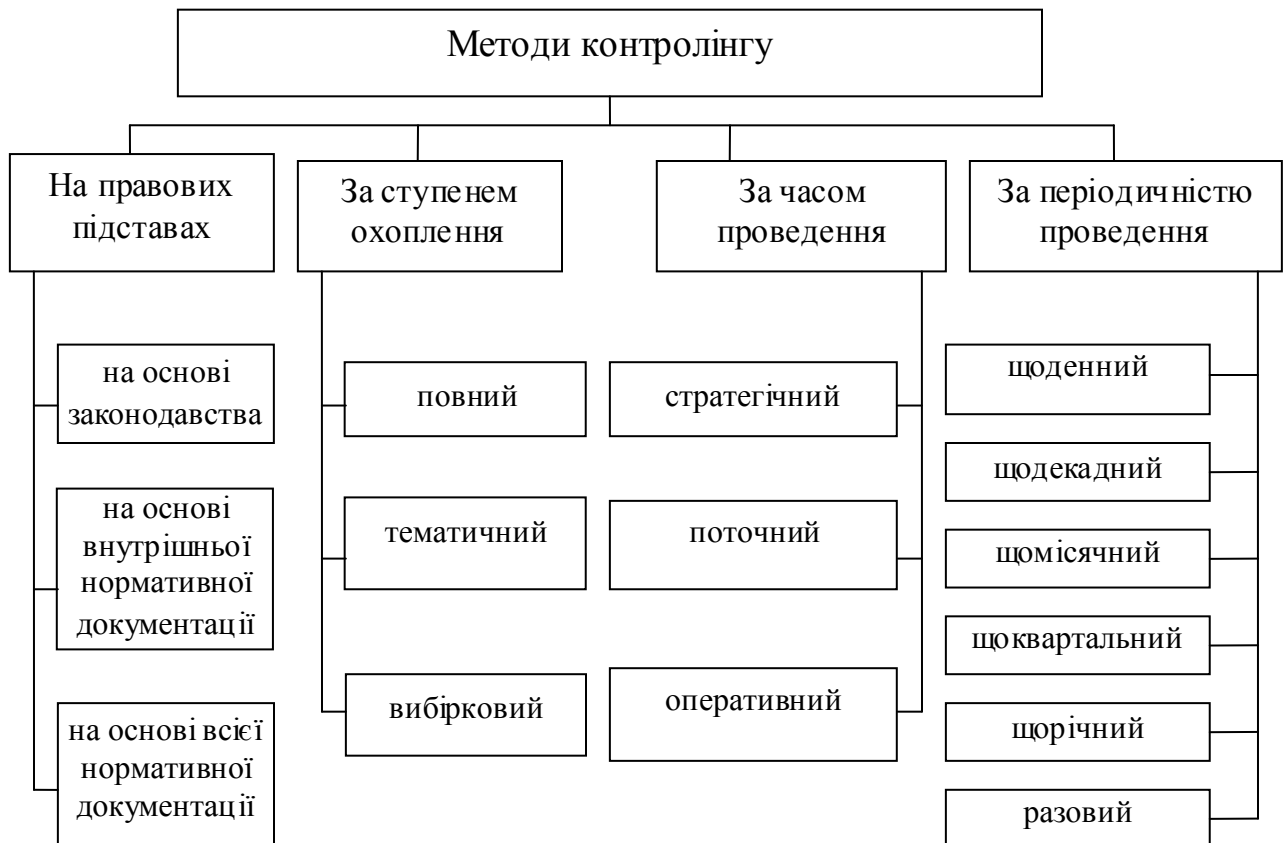 Методи контролінгу
На правових
підставах
на основі
законодавства
на основі
внутрішньої
нормативної
документації
на основі всієї
нормативної
документації
За ступенем
охоплення
повний
тематичний
вибірковий
За часом
проведення
стратегічний
поточний
оперативний
За періодичністю
проведення
щоденний
щодекадний
щомісячний
щоквартальний
щорічний
разовий